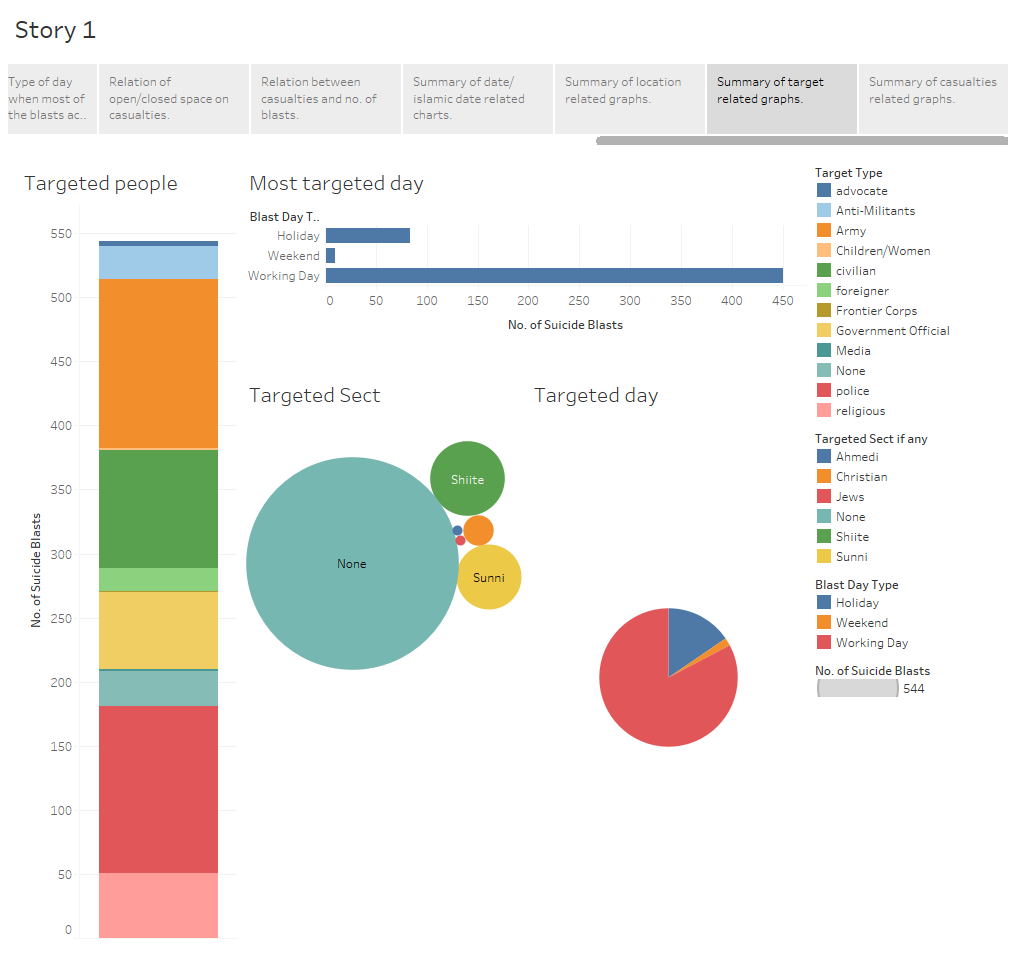 Story 1
Type of day
when most of
the blasts ac..
Relation of
open/closed space on
casualties.
Relation between
casualties and no. of
blasts.
Summary of date/
islamic date related
charts.
Summary of location
related graphs.
Summary of target
related graphs.
Summary of casualties
related graphs.
Targeted people
550
500
450
400
350
300
250
200
150
100
50
0
No. of Suicide Blasts
Most targeted day
Blast Day T..
Holiday
Weekend
Working Day
0 50 100 150 200 250 300 350 400 450
No. of Suicide Blasts
Targeted Sect
None
Shiite
Sunni
Targeted day
Target Type
advocate
Anti-Militants
Army
Children/Women
civilian
foreigner
Frontier Corps
Government Official
Media
None
police
religious
Targeted Sect if any
Ahmedi
Christian
Jews
None
Shiite
Sunni
Blast Day Type
Holiday
Weekend
Working Day
No. of Suicide Blasts
544